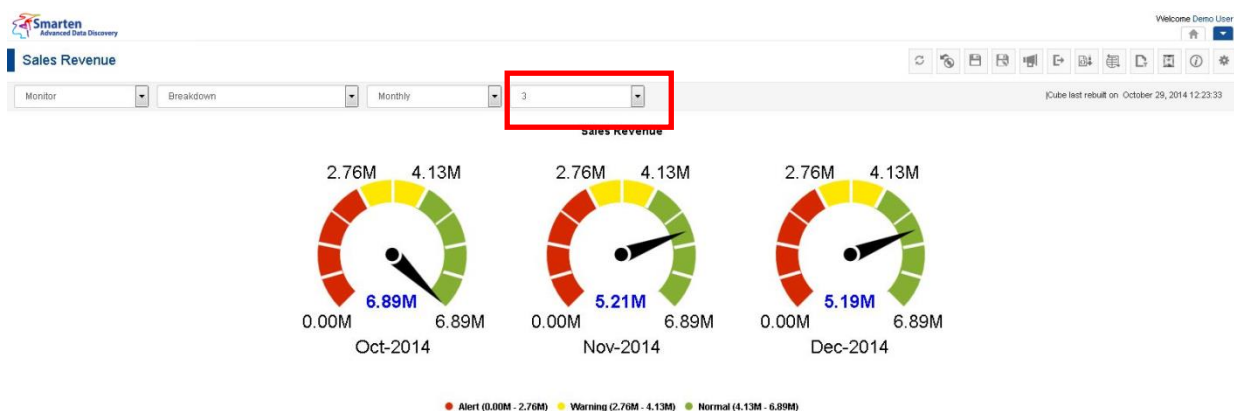 Smarten
Advanced Data Discovery
Welcome Demo User
Sales Revenue
Monitor
Breakdown
Monthly
3
|Cube last rebuilt on October 29, 2014 12:23:33
Sales Revenue
2.76M 4.13M
6.89M
0.00M 6.89M
Oct-2014
2.76M 4.13M
5.21M
0.00M 6.89M
Nov-2014
2.76M 4.13M
5.19M
0.00M 6.89M
Dec-2014
Alert (0.00M - 2.76M) Warning (2.76M - 4.13M) Normal (4.13M - 6.89M)